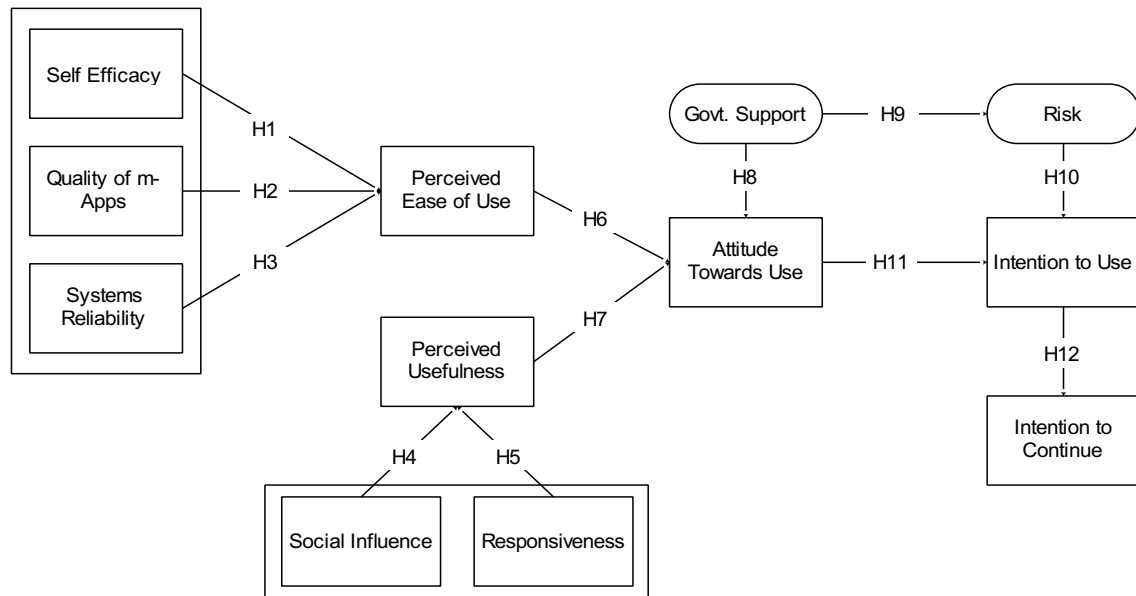 Self Efficacy
H1
Quality of m-
Apps
H2
Systems
Reliability
H3
Perceived
Ease of Use
H6
Perceived
Usefulness
H7
H4
H5
Social Influence
Responsiveness
Govt. Support
H9
Risk
H8
H10
Attitude
Towards Use
H11
Intention to Use
H12
Intention to
Continue